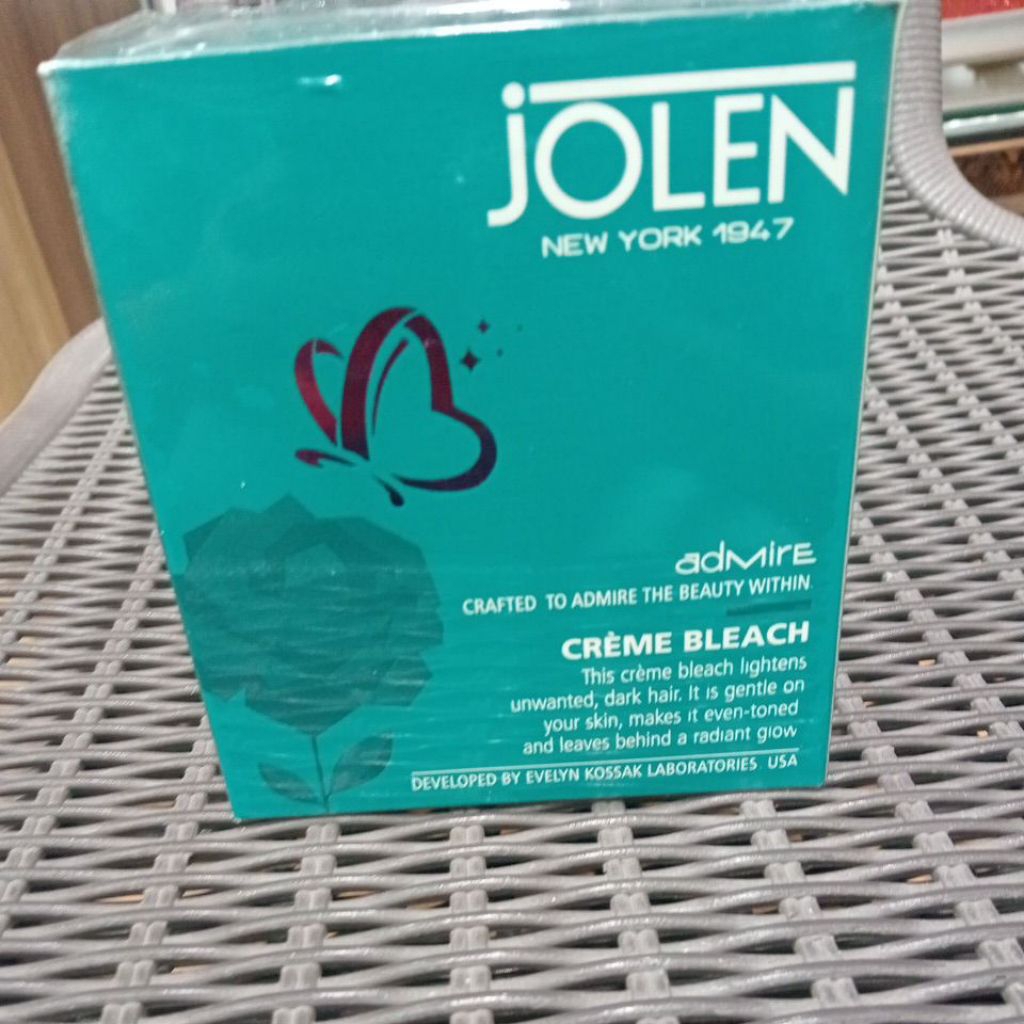 JOLEN
NEW YORK 1947
admire
CRAFTED TO ADMIRE THE BEAUTY WITHIN
CRÈME BLEACH
This crème bleach lightens
unwanted, dark hair. It is gentle on
your skin, makes it even-toned
and leaves behind a radiant glow
DEVELOPED BY EVELYN KOSSAK LABORATORIES. USA